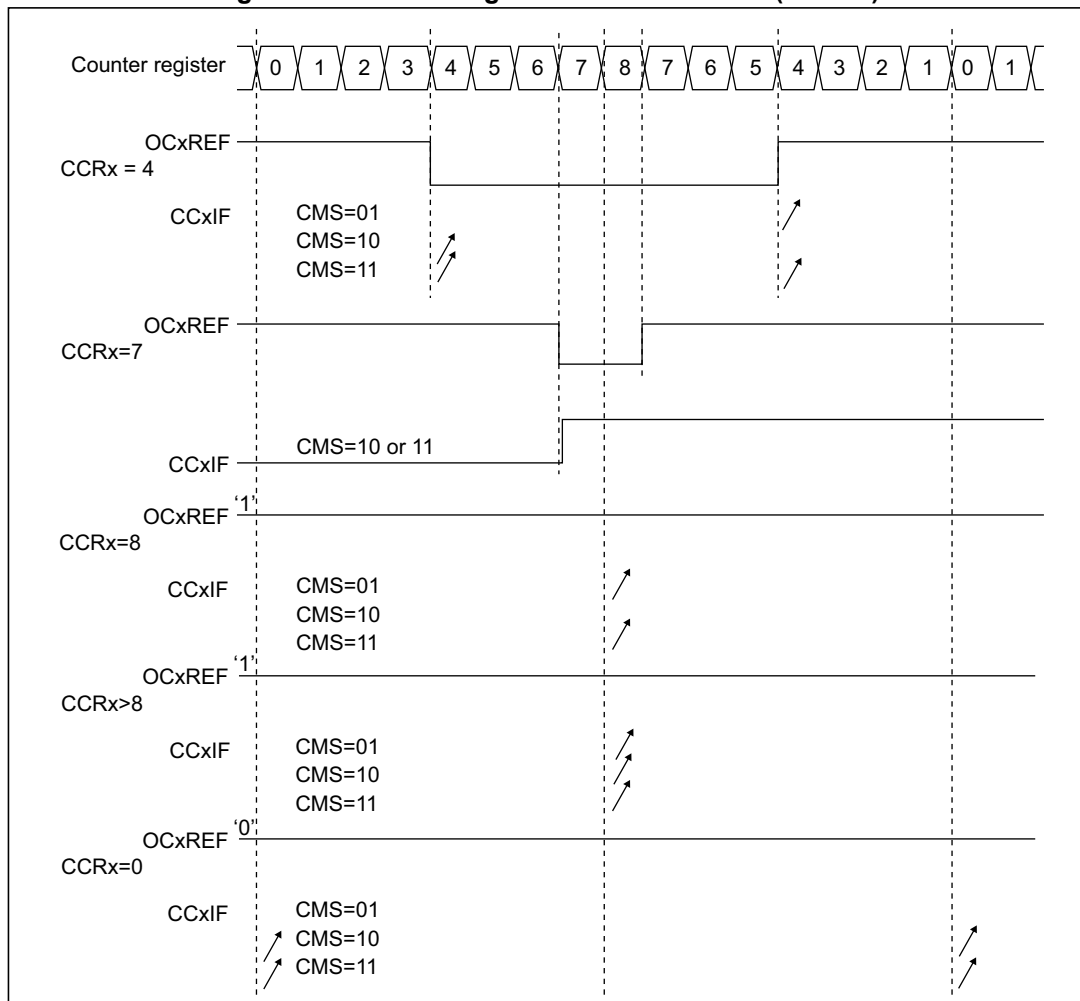 Counter register 0 1 2 3 4 5 6 7 8 7 6 5 4 3 2 1 0 1
OCxREF
CCRx = 4
CCxIF CMS=01
CMS=10
CMS=11
OCxREF
CCRx=7
CMS=10 or 11
CCxIF
OCxREF '1'
CCRx=8
CCxIF CMS=01
CMS=10
CMS=11
OCxREF '1'
CCRx>8
CCxIF CMS=01
CMS=10
CMS=11
OCxREF '0'
CCRx=0
CCxIF CMS=01
CMS=10
CMS=11